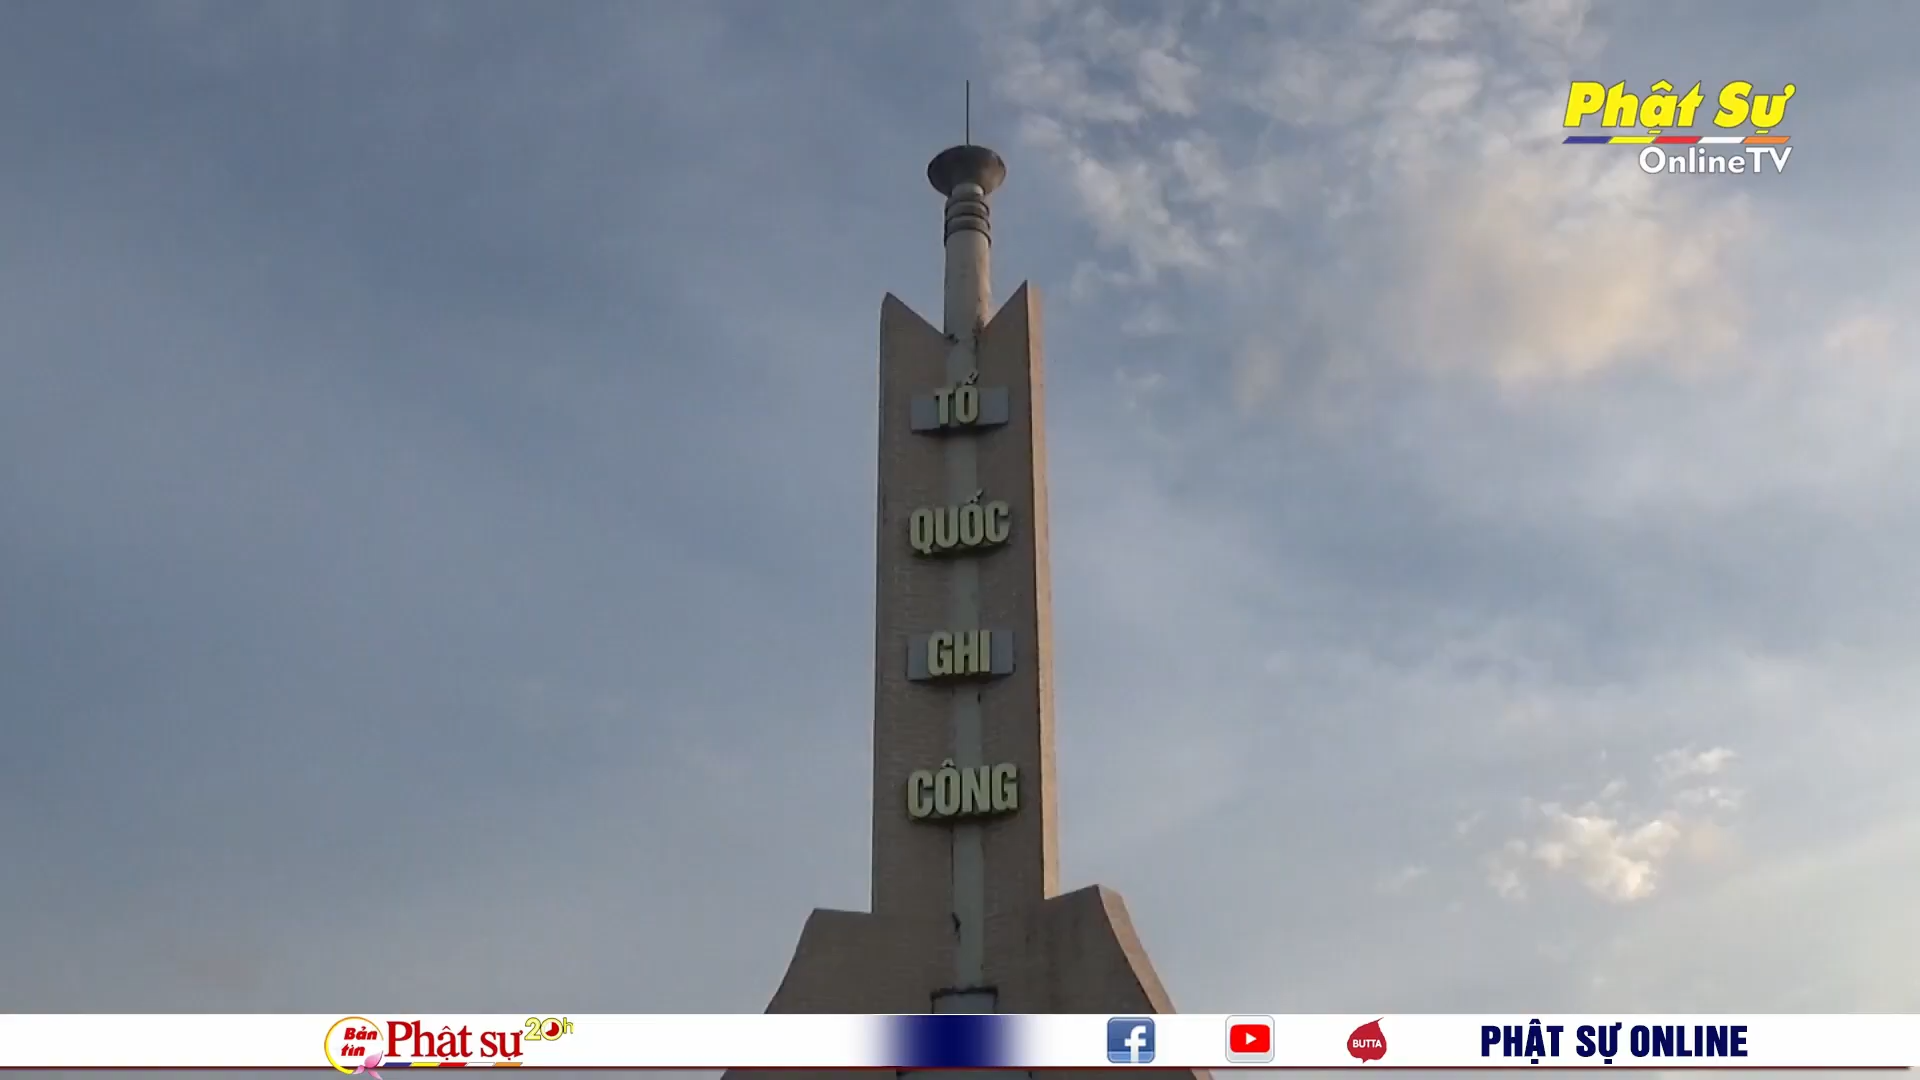 Phật Sự
OnlineTV
TỔ
QUỐC
GHI
CÔNG
Bản
tin
Phật sự 20h
BUTTA
PHẬT SỰ ONLINE